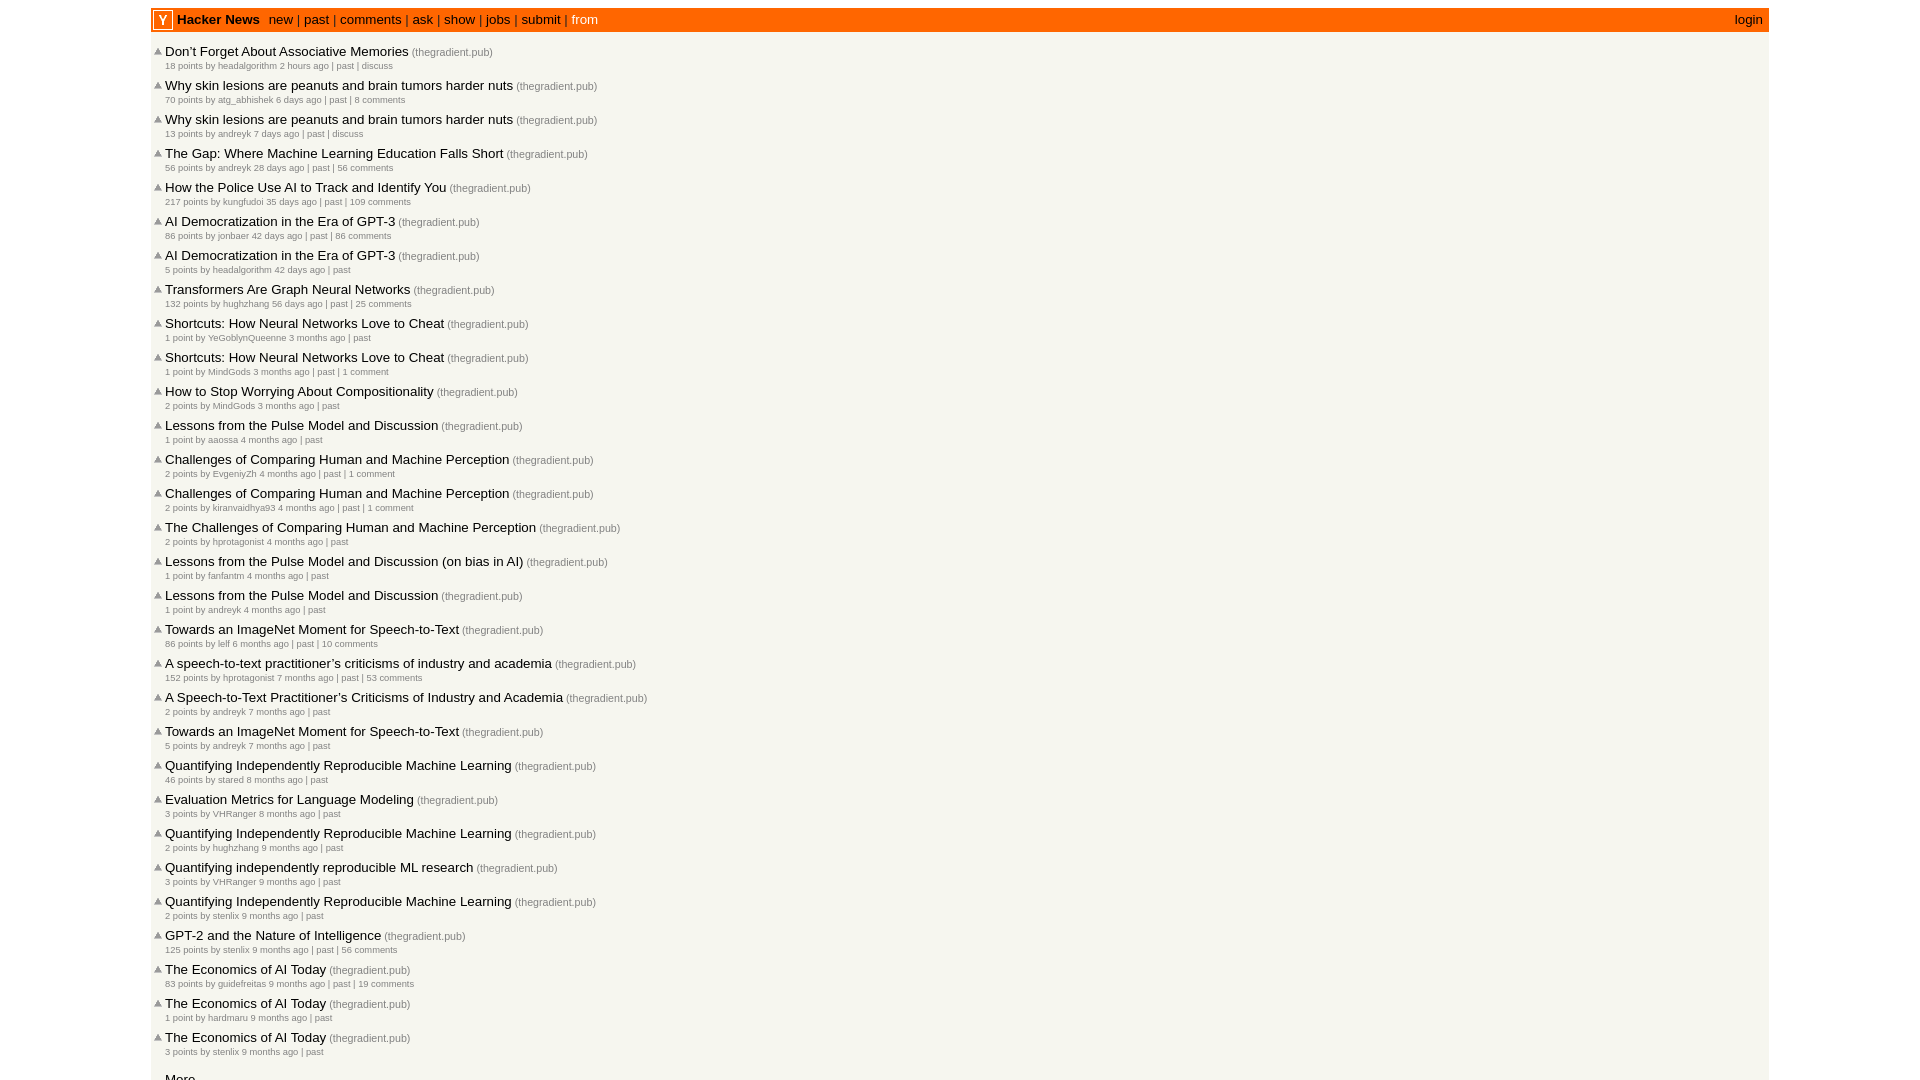 Y Hacker News new | past | comments | ask | show | jobs | submit | from login
Don’t Forget About Associative Memories (thegradient.pub)
18 points by headalgorithm 2 hours ago | past | discuss
Why skin lesions are peanuts and brain tumors harder nuts (thegradient.pub)
70 points by atg_abhishek 6 days ago | past | 8 comments
Why skin lesions are peanuts and brain tumors harder nuts (thegradient.pub)
13 points by andreyk 7 days ago | past | discuss
The Gap: Where Machine Learning Education Falls Short (thegradient.pub)
56 points by andreyk 28 days ago | past | 56 comments
How the Police Use AI to Track and Identify You (thegradient.pub)
217 points by kungfudoi 35 days ago | past | 109 comments
AI Democratization in the Era of GPT-3 (thegradient.pub)
86 points by jonbaer 42 days ago | past | 86 comments
AI Democratization in the Era of GPT-3 (thegradient.pub)
5 points by headalgorithm 42 days ago | past
Transformers Are Graph Neural Networks (thegradient.pub)
132 points by hughzhang 56 days ago | past | 25 comments
Shortcuts: How Neural Networks Love to Cheat (thegradient.pub)
1 point by YeGoblynQueenne 3 months ago | past
Shortcuts: How Neural Networks Love to Cheat (thegradient.pub)
1 point by MindGods 3 months ago | past | 1 comment
How to Stop Worrying About Compositionality (thegradient.pub)
2 points by MindGods 3 months ago | past
Lessons from the Pulse Model and Discussion (thegradient.pub)
1 point by aaossa 4 months ago | past
Challenges of Comparing Human and Machine Perception (thegradient.pub)
2 points by EvgeniyZh 4 months ago | past | 1 comment
Challenges of Comparing Human and Machine Perception (thegradient.pub)
2 points by kiranvaidhya93 4 months ago | past | 1 comment
The Challenges of Comparing Human and Machine Perception (thegradient.pub)
2 points by hprotagonist 4 months ago | past
Lessons from the Pulse Model and Discussion (on bias in AI) (thegradient.pub)
1 point by fanfantm 4 months ago | past
Lessons from the Pulse Model and Discussion (thegradient.pub)
1 point by andreyk 4 months ago | past
Towards an ImageNet Moment for Speech-to-Text (thegradient.pub)
86 points by lelf 6 months ago | past | 10 comments
A speech-to-text practitioner’s criticisms of industry and academia (thegradient.pub)
152 points by hprotagonist 7 months ago | past | 53 comments
A Speech-to-Text Practitioner’s Criticisms of Industry and Academia (thegradient.pub)
2 points by andreyk 7 months ago | past
Towards an ImageNet Moment for Speech-to-Text (thegradient.pub)
5 points by andreyk 7 months ago | past
Quantifying Independently Reproducible Machine Learning (thegradient.pub)
46 points by stared 8 months ago | past
Evaluation Metrics for Language Modeling (thegradient.pub)
3 points by VHRanger 8 months ago | past
Quantifying Independently Reproducible Machine Learning (thegradient.pub)
2 points by hughzhang 9 months ago | past
Quantifying independently reproducible ML research (thegradient.pub)
3 points by VHRanger 9 months ago | past
Quantifying Independently Reproducible Machine Learning (thegradient.pub)
2 points by stenlix 9 months ago | past
GPT-2 and the Nature of Intelligence (thegradient.pub)
125 points by stenlix 9 months ago | past | 56 comments
The Economics of AI Today (thegradient.pub)
83 points by guidefreitas 9 months ago | past | 19 comments
The Economics of AI Today (thegradient.pub)
1 point by hardmaru 9 months ago | past
The Economics of AI Today (thegradient.pub)
3 points by stenlix 9 months ago | past
More